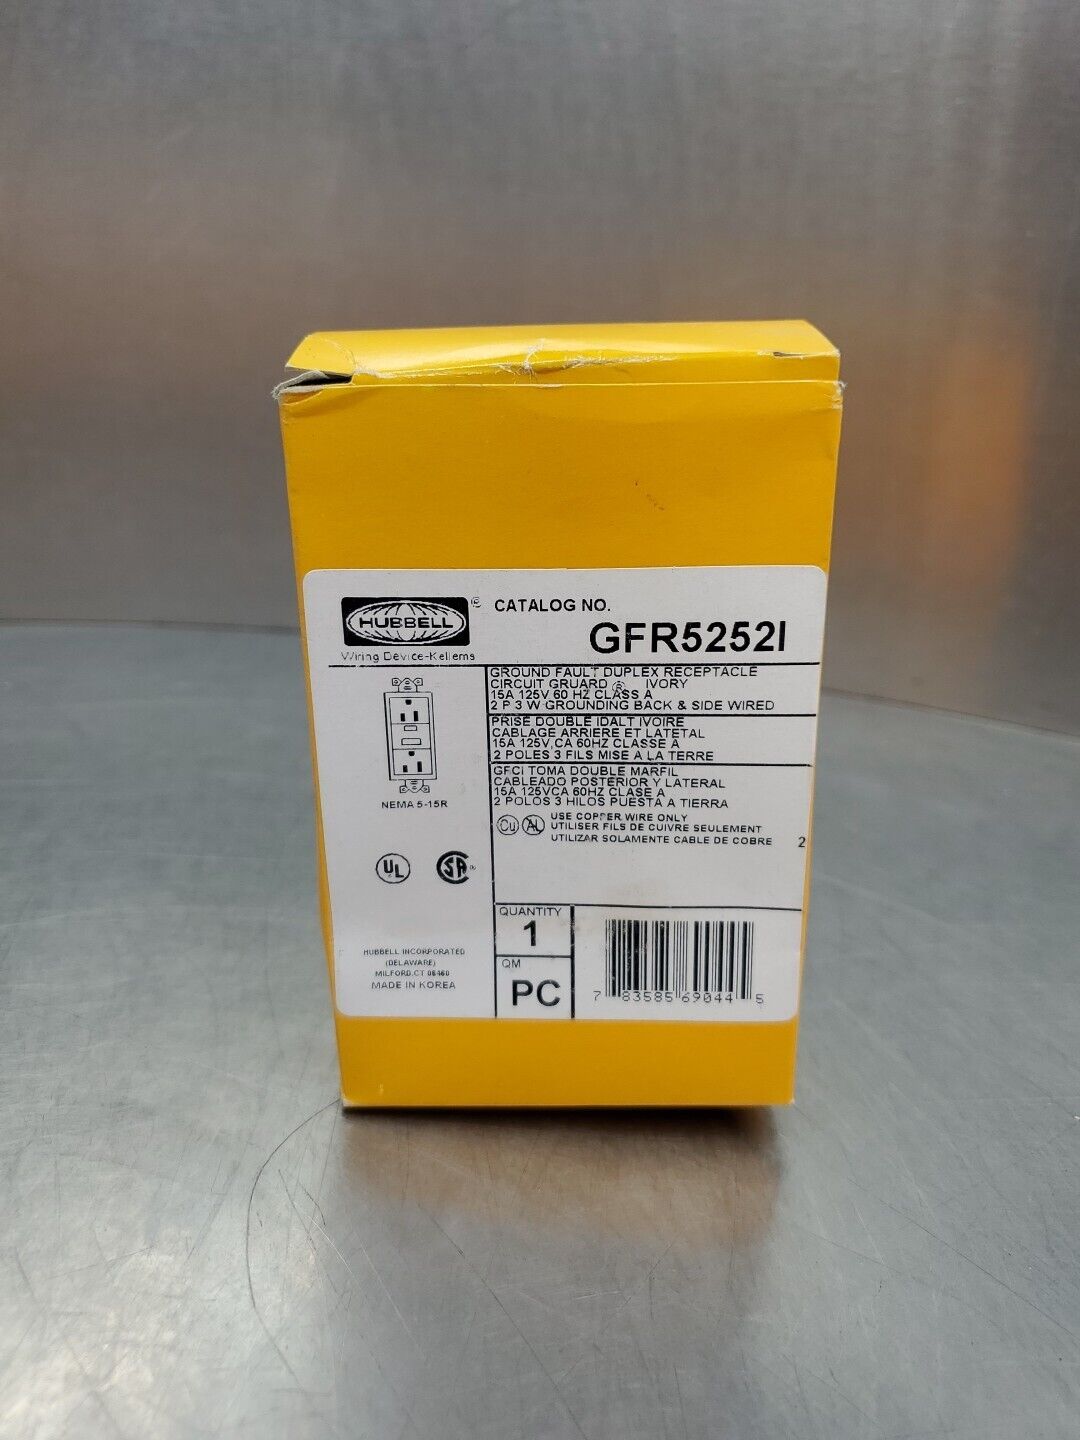 HUBBELL ®
Wiring Device-Kellems
CATALOG NO.
GFR5252I
GROUND FAULT DUPLEX RECEPTACLE
CIRCUIT GRUARD ® IVORY
15A 125V 60 HZ CLASS A
2 P 3 W GROUNDING BACK & SIDE WIRED
PRISE DOUBLE IDALT IVOIRE
CABLAGE ARRIERE ET LATETAL
15A 125V,CA 60HZ CLASSE A
2 POLES 3 FILS MISE A LA TERRE
GFCI TOMA DOUBLE MARFIL
CABLEADO POSTERIOR Y LATERAL
15A 125VCA 60HZ CLASE A
2 POLOS 3 HILOS PUESTA A TIERRA
Cu AL USE COPPER WIRE ONLY
UTILISER FILS DE CUIVRE SEULEMENT
UTILIZAR SOLAMENTE CABLE DE COBRE 2
NEMA 5-15R
UL SA ®
HUBBELL INCORPORATED
(DELAWARE)
MILFORD,CT 06460
MADE IN KOREA
QUANTITY
1
QM
PC
7 83585 69044 5